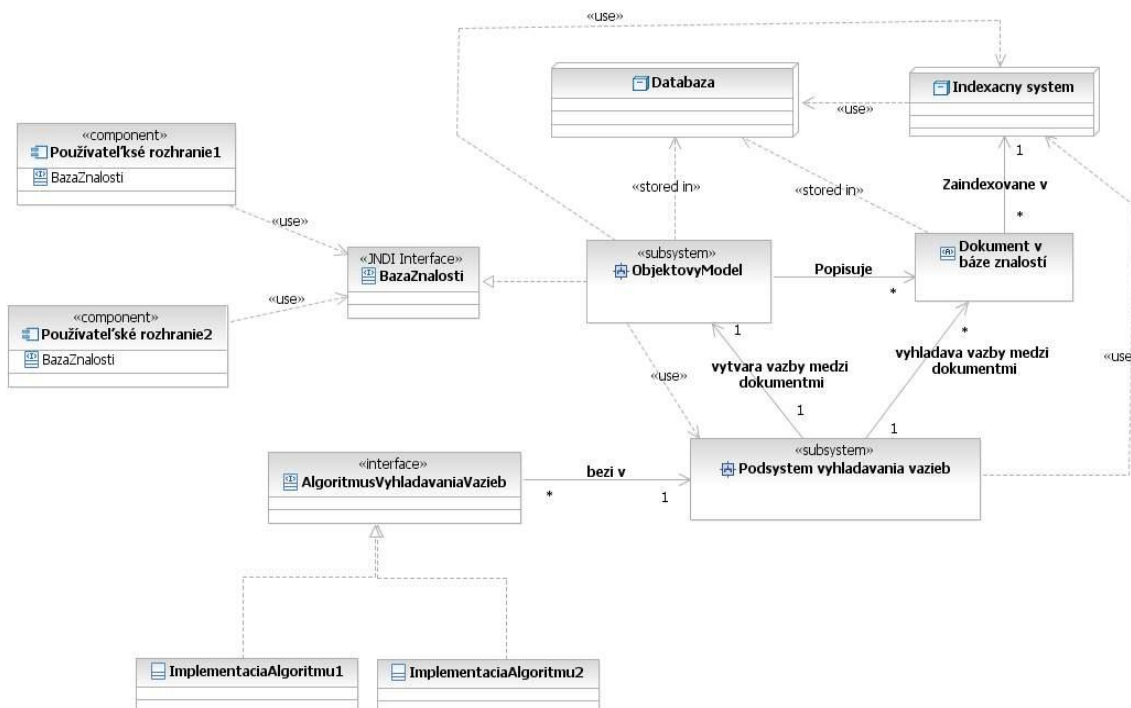 «use»
Databaza
Indexacny system
«use»
«component»
Používateľksé rozhranie1
BazaZnalosti
«stored in»
«stored in»
1
Zaindexovane v
*
«use»
«JNDI Interface»
BazaZnalosti
«subsystem»
ObjektovyModel
Popisuje
*
Dokument v
báze znalostí
«component»
Používateľské rozhranie2
BazaZnalosti
«use»
1
*
«use»
vytvara vazby medzi
dokumentmi
vyhladava vazby medzi
dokumentmi
«use»
1
1
«interface»
AlgoritmusVyhladavaniaVazieb
bezi v
*
1
«subsystem»
Podsystem vyhladavania vazieb
ImplementaciaAlgoritmu1
ImplementaciaAlgoritmu2